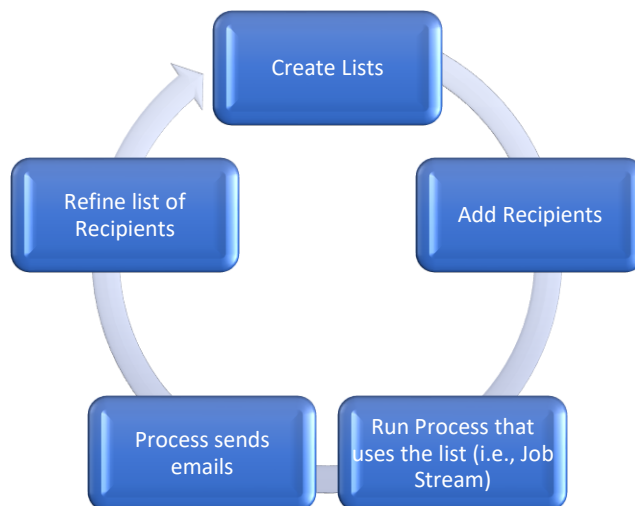 Create Lists
Add Recipients
Run Process that
uses the list (i.e., Job
Stream)
Process sends
emails
Refine list of
Recipients